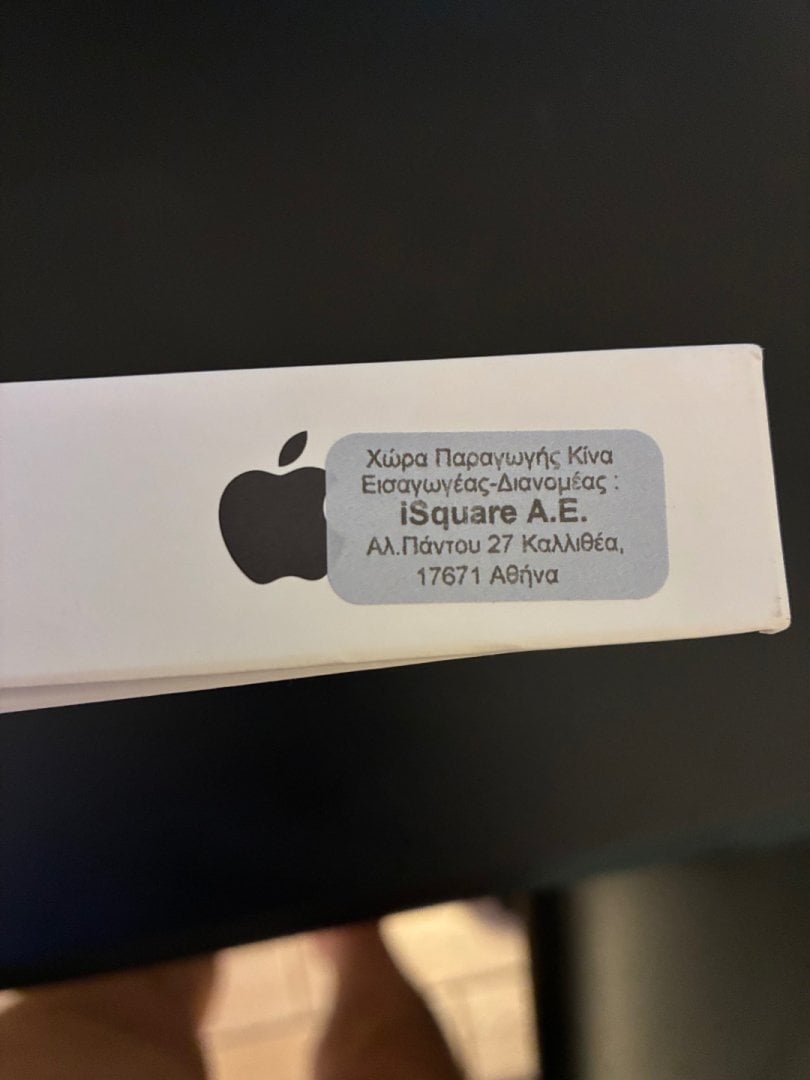 Χώρα Παραγωγής Κίνα
Εισαγωγέας-Διανομέας :
iSquare Α.Ε.
Αλ.Πάντου 27 Καλλιθέα,
17671 Αθήνα